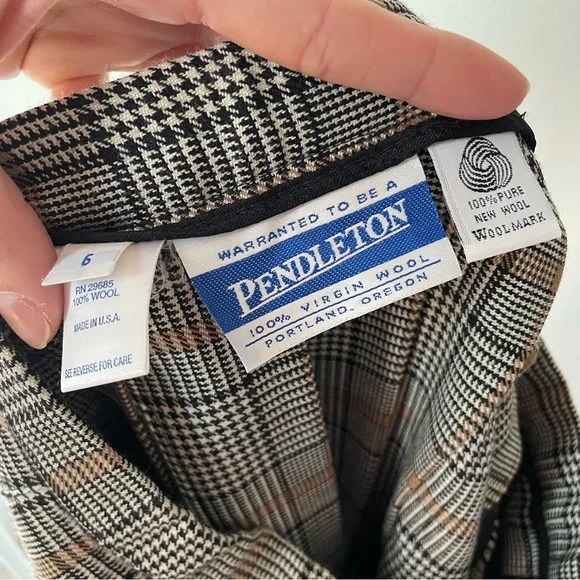 6
RN 29685
100% WOOL
MADE IN U.S.A.
SEE REVERSE FOR CARE
WARRANTED TO BE A
PENDLETON
100% VIRGIN WOOL
PORTLAND, OREGON
100% PURE
NEW WOOL
WOOLMARK